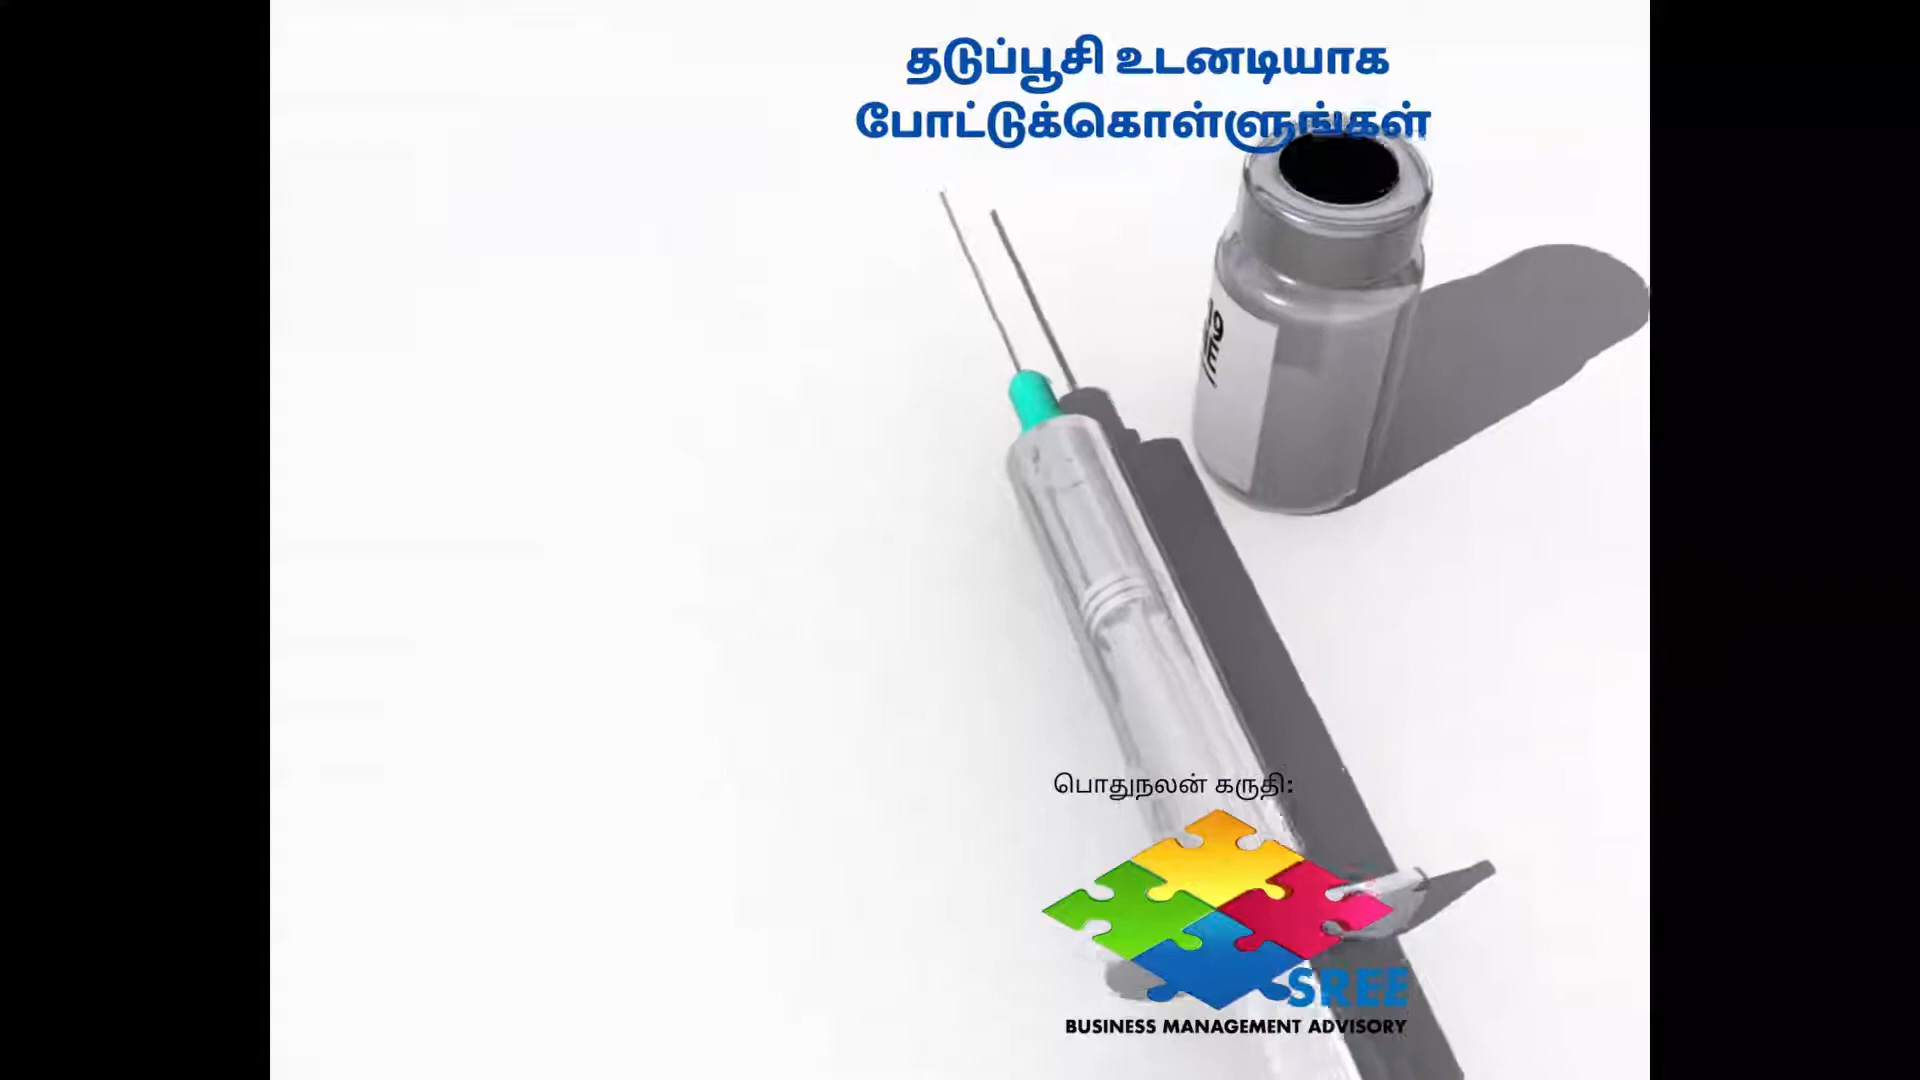 தடுப்பூசி உடனடியாக
போட்டுக்கொள்ளுங்கள்
பொதுநலன் கருதி:
SREE
BUSINESS MANAGEMENT ADVISORY